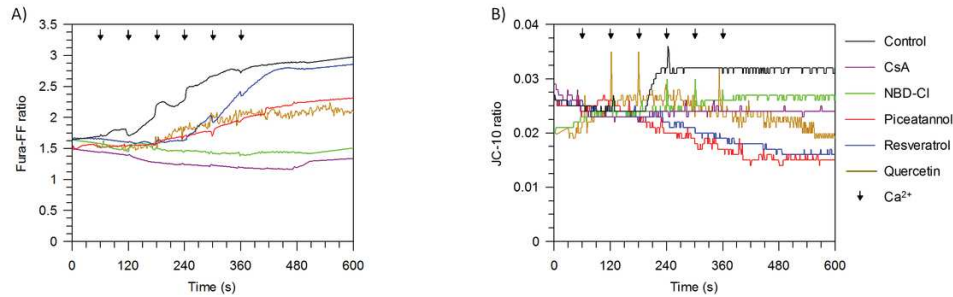 A)
3.5
3
2.5
2
1.5
1
0.5
0
Fura-FF ratio
0
120
240
360
480
600
Time (s)
B)
0.04
0.03
0.02
0.01
0
JC-10 ratio
0
120
240
360
480
600
Time (s)
Control
CsA
NBD-Cl
Piceatannol
Resveratrol
Quercetin
Ca²⁺